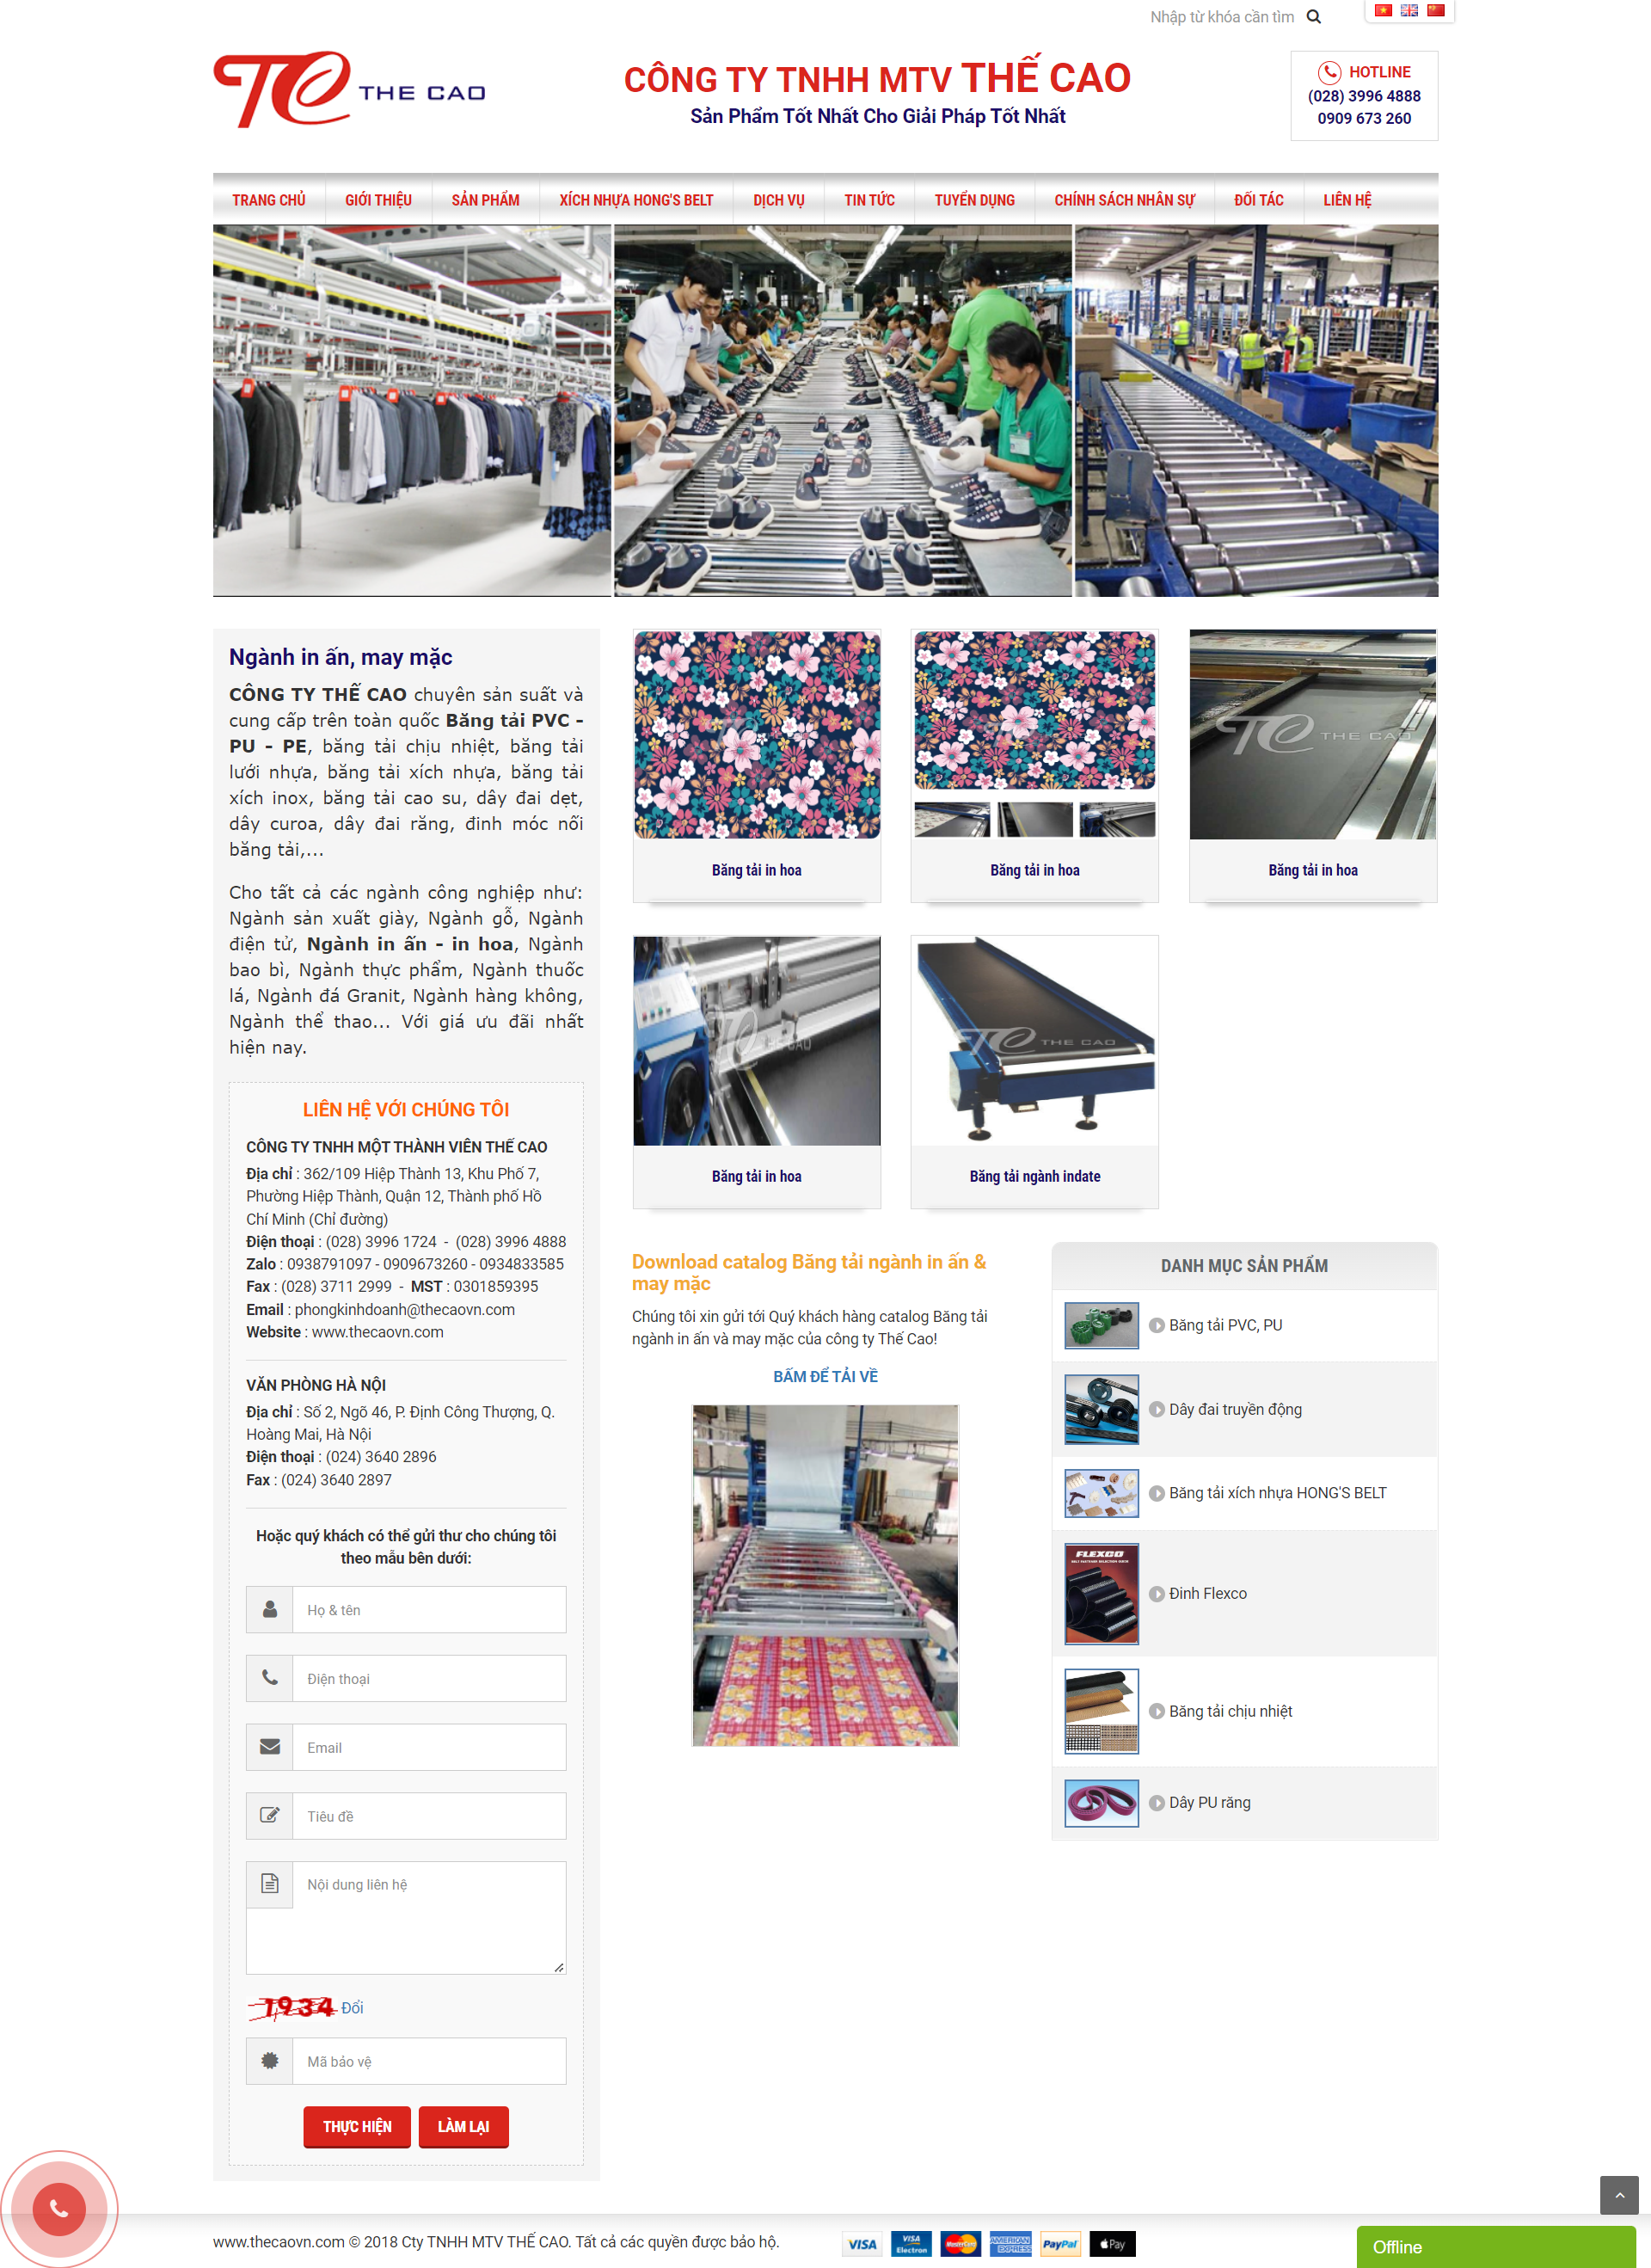 Nhập từ khóa cần tìm
THE CAO
CÔNG TY TNHH MTV THẾ CAO
Sản Phẩm Tốt Nhất Cho Giải Pháp Tốt Nhất
HOTLINE
(028) 3996 4888
0909 673 260
TRANG CHỦ
GIỚI THIỆU
SẢN PHẨM
XÍCH NHỰA HONG'S BELT
DỊCH VỤ
TIN TỨC
TUYỂN DỤNG
CHÍNH SÁCH NHÂN SỰ
ĐỐI TÁC
LIÊN HỆ
Ngành in ấn, may mặc
CÔNG TY THẾ CAO chuyên sản suất và
cung cấp trên toàn quốc Băng tải PVC -
PU - PE, băng tải chịu nhiệt, băng tải
lưới nhựa, băng tải xích nhựa, băng tải
xích inox, băng tải cao su, dây đai dẹt,
dây curoa, dây đai răng, đinh móc nối
băng tải,...
Cho tất cả các ngành công nghiệp như:
Ngành sản xuất giày, Ngành gỗ, Ngành
điện tử, Ngành in ấn - in hoa, Ngành
bao bì, Ngành thực phẩm, Ngành thuốc
lá, Ngành đá Granit, Ngành hàng không,
Ngành thể thao... Với giá ưu đãi nhất
hiện nay.
LIÊN HỆ VỚI CHÚNG TÔI
CÔNG TY TNHH MỘT THÀNH VIÊN THẾ CAO
Địa chỉ : 362/109 Hiệp Thành 13, Khu Phố 7,
Phường Hiệp Thành, Quận 12, Thành phố Hồ
Chí Minh (Chỉ đường)
Điện thoại : (028) 3996 1724 - (028) 3996 4888
Zalo : 0938791097 - 0909673260 - 0934833585
Fax : (028) 3711 2999 - MST : 0301859395
Email : phongkinhdoanh@thecaovn.com
Website : www.thecaovn.com
VĂN PHÒNG HÀ NỘI
Địa chỉ : Số 2, Ngõ 46, P. Định Công Thượng, Q.
Hoàng Mai, Hà Nội
Điện thoại : (024) 3640 2896
Fax : (024) 3640 2897
Hoặc quý khách có thể gửi thư cho chúng tôi
theo mẫu bên dưới:
Họ & tên
Điện thoại
Email
Tiêu đề
Nội dung liên hệ
1934 Đổi
Mã bảo vệ
THỰC HIỆN
LÀM LẠI
Băng tải in hoa
Băng tải in hoa
THE CAO
Băng tải in hoa
THE CAO
Băng tải in hoa
THE CAO
Băng tải ngành indate
Download catalog Băng tải ngành in ấn &
may mặc
Chúng tôi xin gửi tới Quý khách hàng catalog Băng tải
ngành in ấn và may mặc của công ty Thế Cao!
BẤM ĐỂ TẢI VỀ
DANH MỤC SẢN PHẨM
Băng tải PVC, PU
Dây đai truyền động
Băng tải xích nhựa HONG'S BELT
FLEXCO
Đinh Flexco
Băng tải chịu nhiệt
Dây PU răng
www.thecaovn.com © 2018 Cty TNHH MTV THẾ CAO. Tất cả các quyền được bảo hộ.
VISA
VISA
Electron
MasterCard
AMERICAN
EXPRESS
PayPal
Pay
Offline